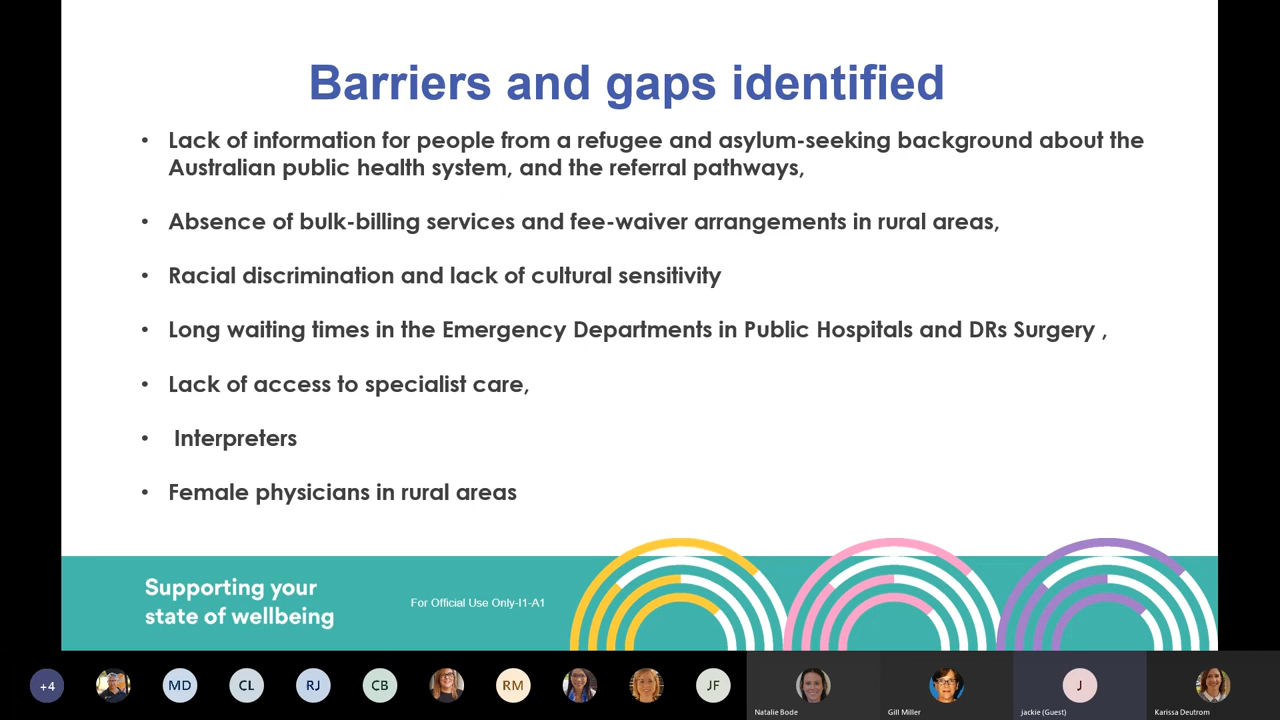 Barriers and gaps identified
• Lack of information for people from a refugee and asylum-seeking background about the
Australian public health system, and the referral pathways,
• Absence of bulk-billing services and fee-waiver arrangements in rural areas,
• Racial discrimination and lack of cultural sensitivity
• Long waiting times in the Emergency Departments in Public Hospitals and DRs Surgery ,
• Lack of access to specialist care,
• Interpreters
• Female physicians in rural areas
Supporting your
state of wellbeing
For Official Use Only-I1-A1
+4
MD
CL
RJ
CB
RM
JF
J
Natalie Bode
Gill Miller
jackie (Guest)
Karissa Deutrom